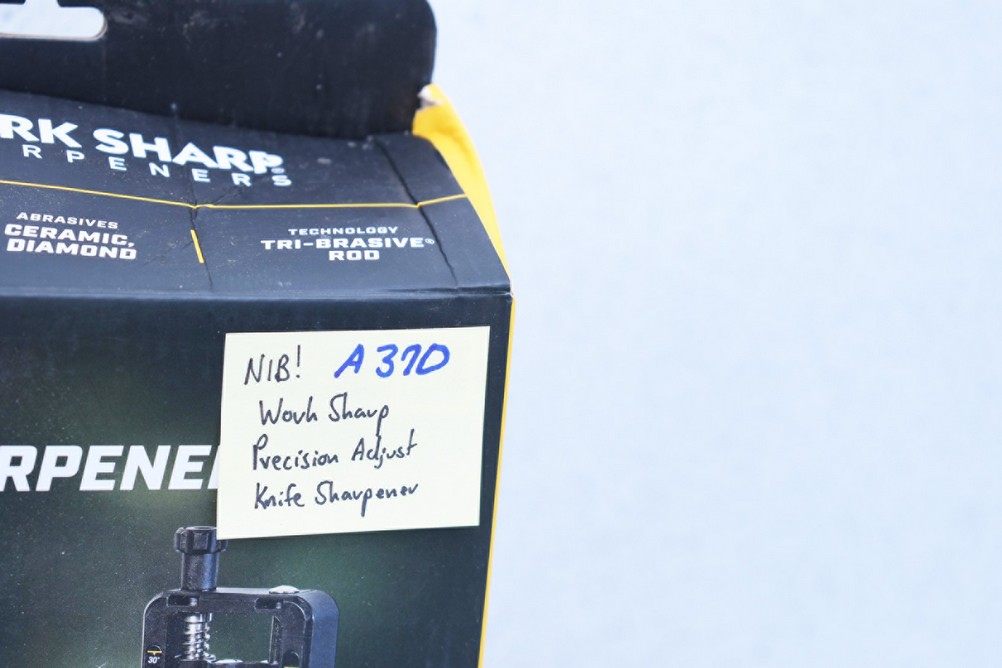 RK SHARP
RPENERS
ABRASIVES
CERAMIC,
DIAMOND
TECHNOLOGY
TRI-BRASIVE®
ROD
NIB! A370
Work Sharp
Precision Adjust
Knife Sharpener
RPENE
30°